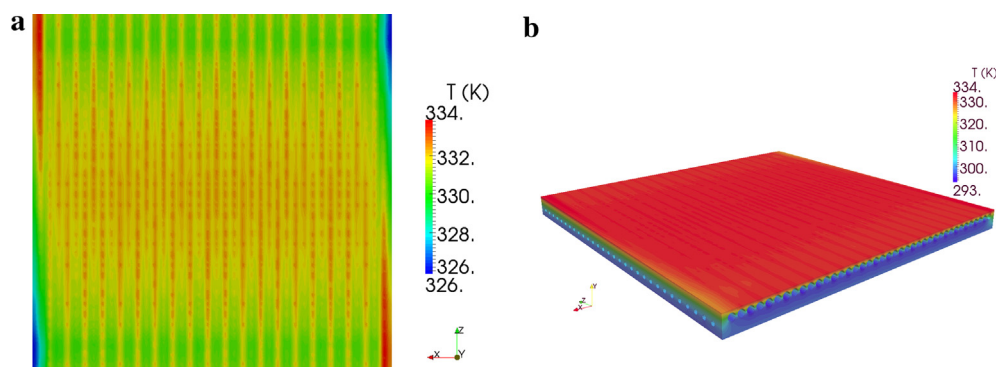 a
T (K)
334.
332.
330.
328.
326.
326.
Z
X
Y
b
T (K)
334.
330.
320.
310.
300.
293.
Y
Z
X